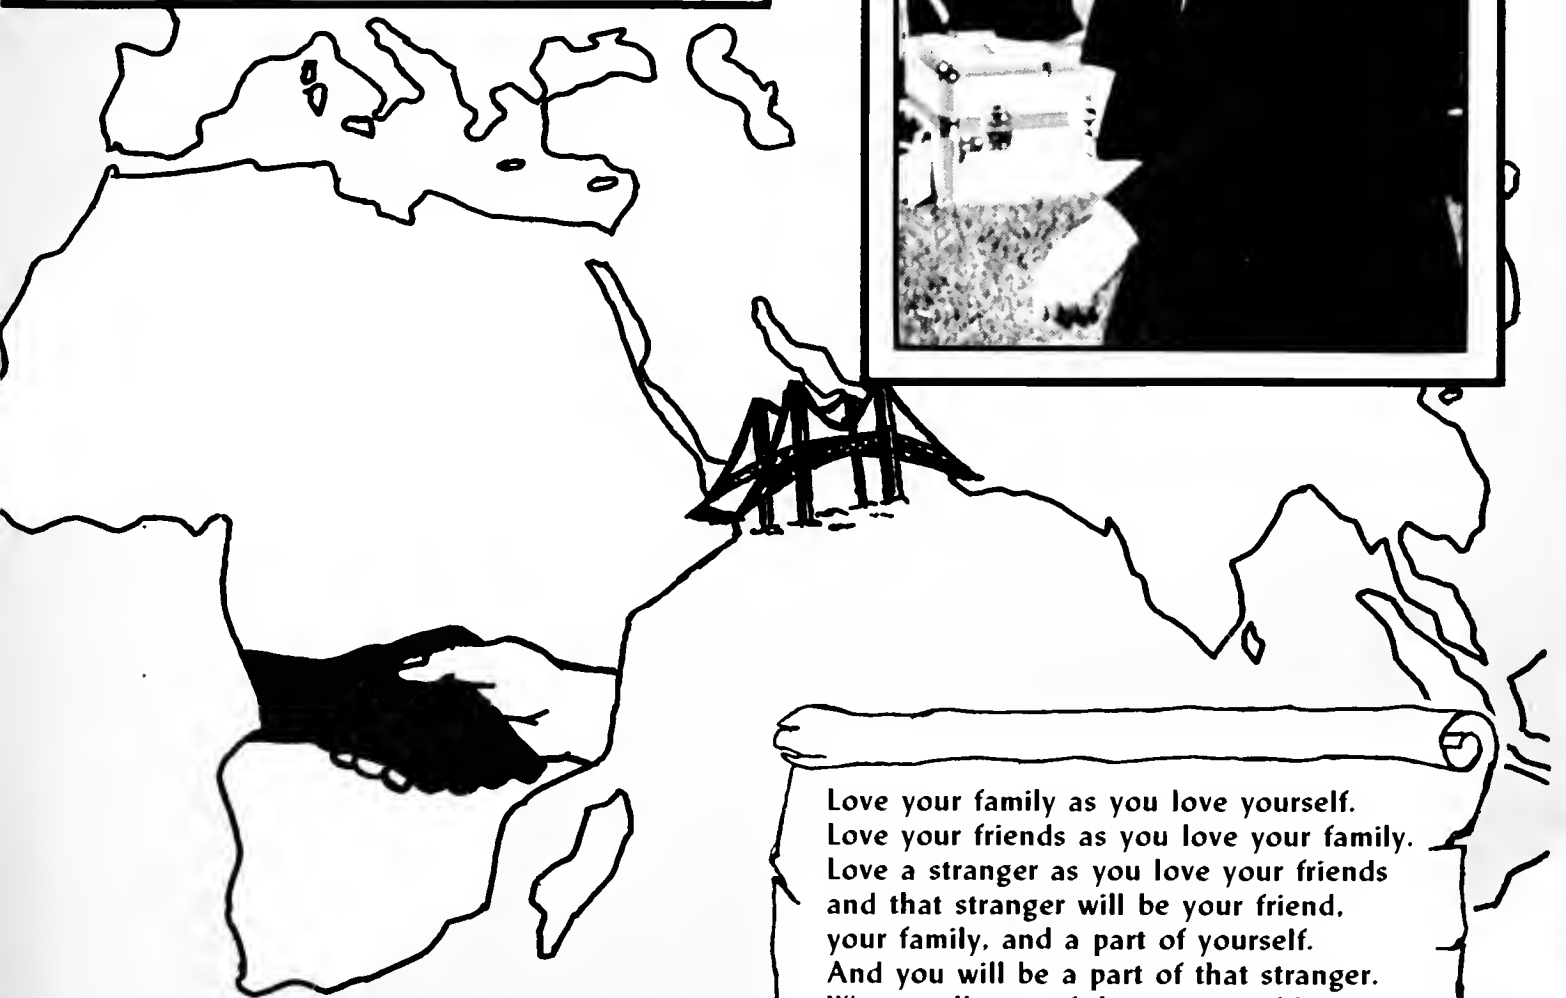 Love your family as you love yourself.
Love your friends as you love your family.
Love a stranger as you love your friends
and that stranger will be your friend,
your family, and a part of yourself.
And you will be a part of that stranger.